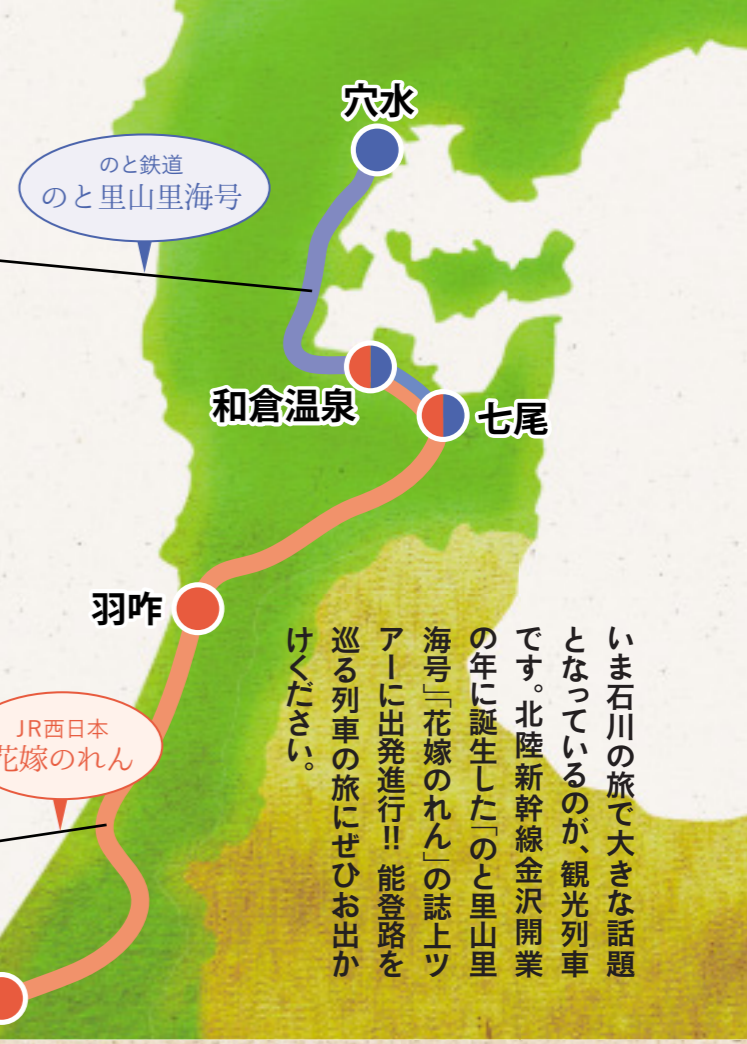 穴水
のと鉄道
のと里山里海号
和倉温泉
七尾
羽咋
JR西日本
花嫁のれん
いま石川の旅で大きな話題
となっているのが、観光列車
です。北陸新幹線金沢開業
の年に誕生した「のと里山里
海号」「花嫁のれん」の誌上ツ
アーに出発進行!! 能登路を
巡る列車の旅にぜひお出か
けください。